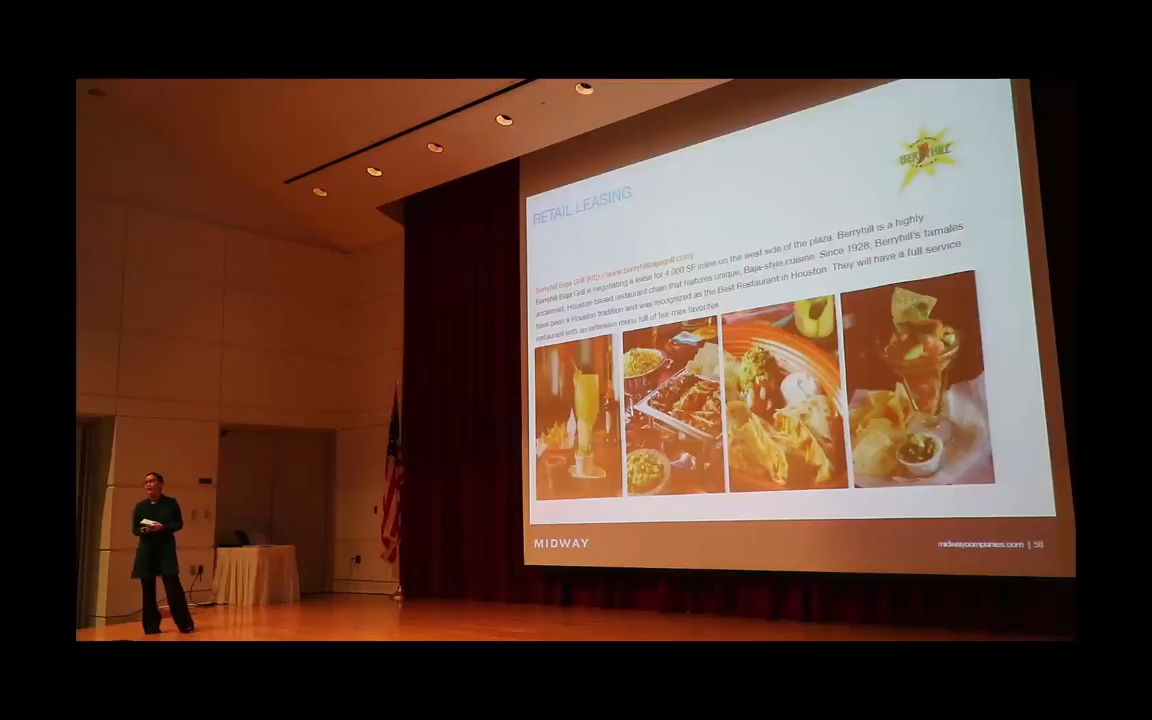 BERRYHILL
RETAIL LEASING
Berryhill Baja Grill [http://www.berryhillbajagrill.com]
Berryhill Baja Grill is negotiating a lease for 4,000 SF inline on the west side of the plaza. Berryhill is a highly
acclaimed, Houston-based restaurant chain that features unique, Baja-style cuisine. Since 1928, Berryhill's tamales
have been a Houston tradition and was recognized as the Best Restaurant in Houston. They will have a full service
restaurant with an extensive menu full of tex-mex favorites
MIDWAY
midwaycompanies.com | 58